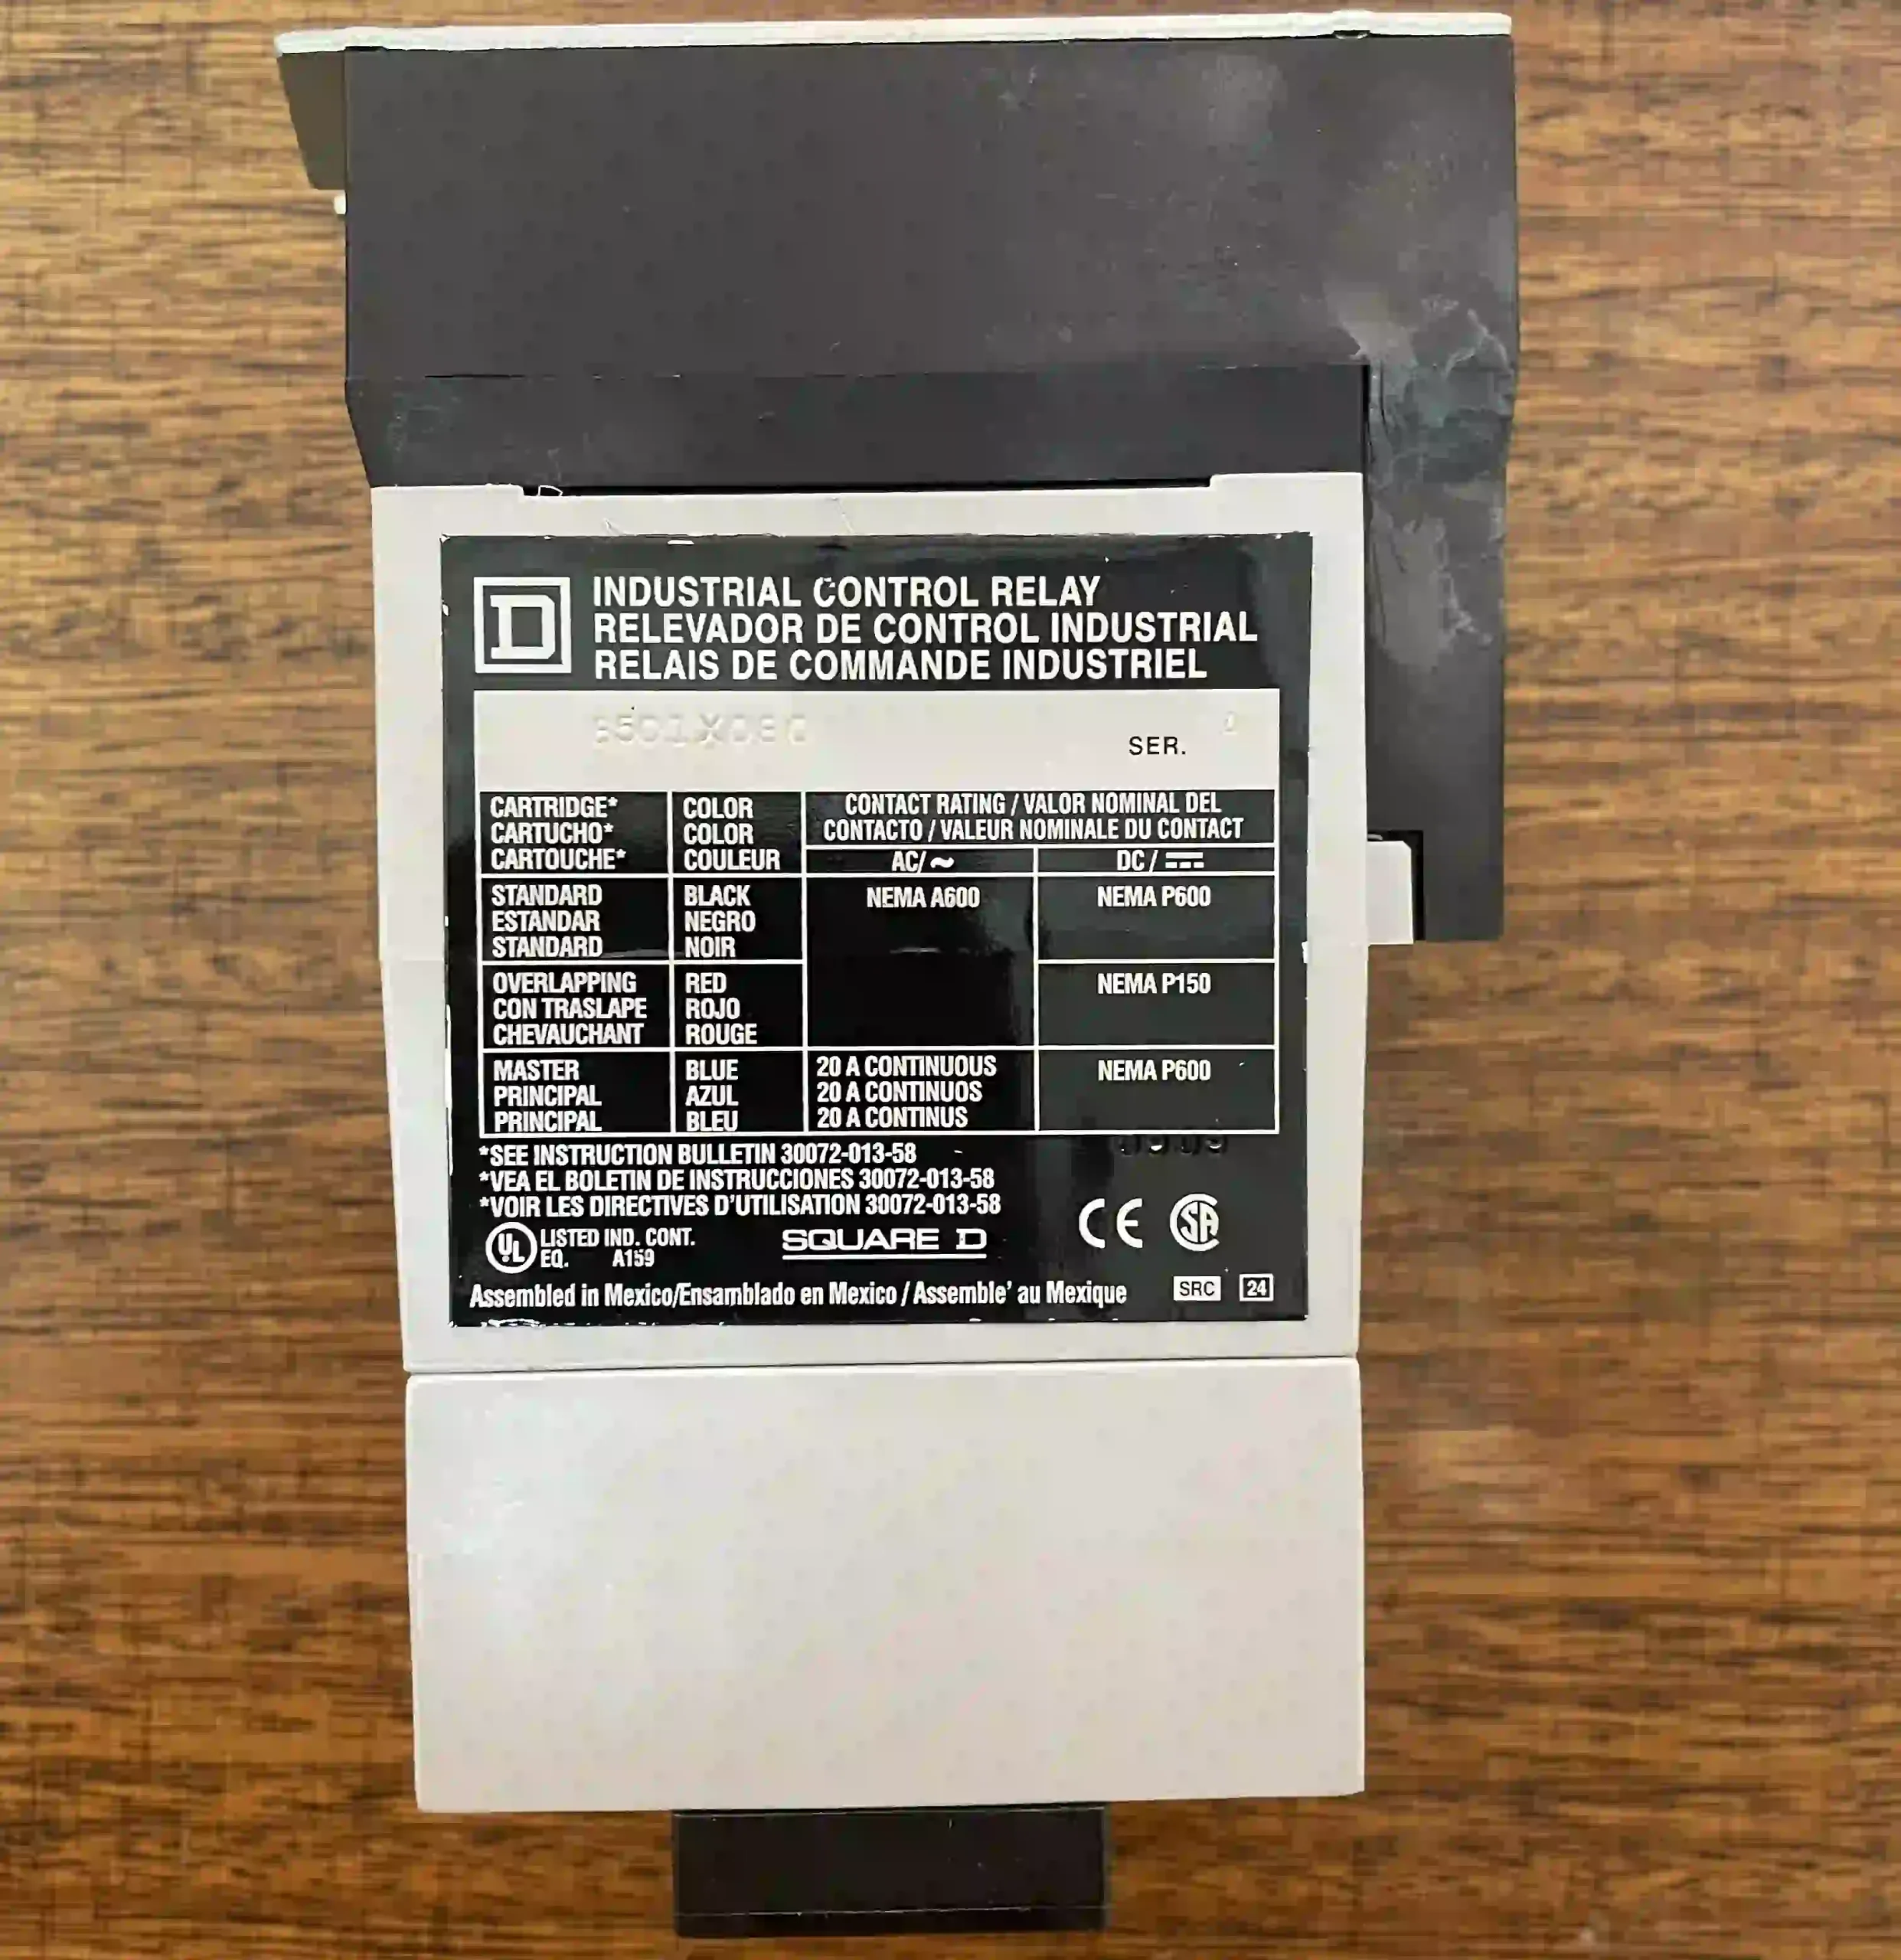 D INDUSTRIAL CONTROL RELAY
RELEVADOR DE CONTROL INDUSTRIAL
RELAIS DE COMMANDE INDUSTRIEL
SER.
CARTRIDGE* COLOR CONTACT RATING / VALOR NOMINAL DEL
CARTUCHO* COLOR CONTACTO / VALEUR NOMINALE DU CONTACT
CARTOUCHE* COULEUR AC/ ~ DC / ⎓
STANDARD BLACK NEMA A600 NEMA P600
ESTANDAR NEGRO
STANDARD NOIR
OVERLAPPING RED NEMA P150
CON TRASLAPE ROJO
CHEVAUCHANT ROUGE
MASTER BLUE 20 A CONTINUOUS NEMA P600
PRINCIPAL AZUL 20 A CONTINUOS
PRINCIPAL BLEU 20 A CONTINUS
*SEE INSTRUCTION BULLETIN 30072-013-58
*VEA EL BOLETIN DE INSTRUCCIONES 30072-013-58
*VOIR LES DIRECTIVES D'UTILISATION 30072-013-58
UL LISTED IND. CONT. SQUARE D CE SA
EQ. A159
Assembled in Mexico/Ensamblado en Mexico / Assemble' au Mexique SRC 24